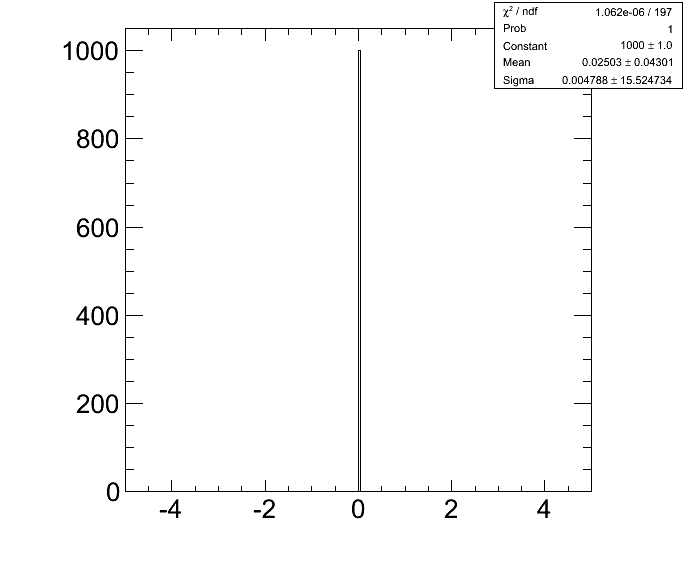 χ² / ndf 1.062e-06 / 197
Prob 1
Constant 1000 ± 1.0
Mean 0.02503 ± 0.04301
Sigma 0.004788 ± 15.524734
1000
800
600
400
200
0
-4 -2 0 2 4